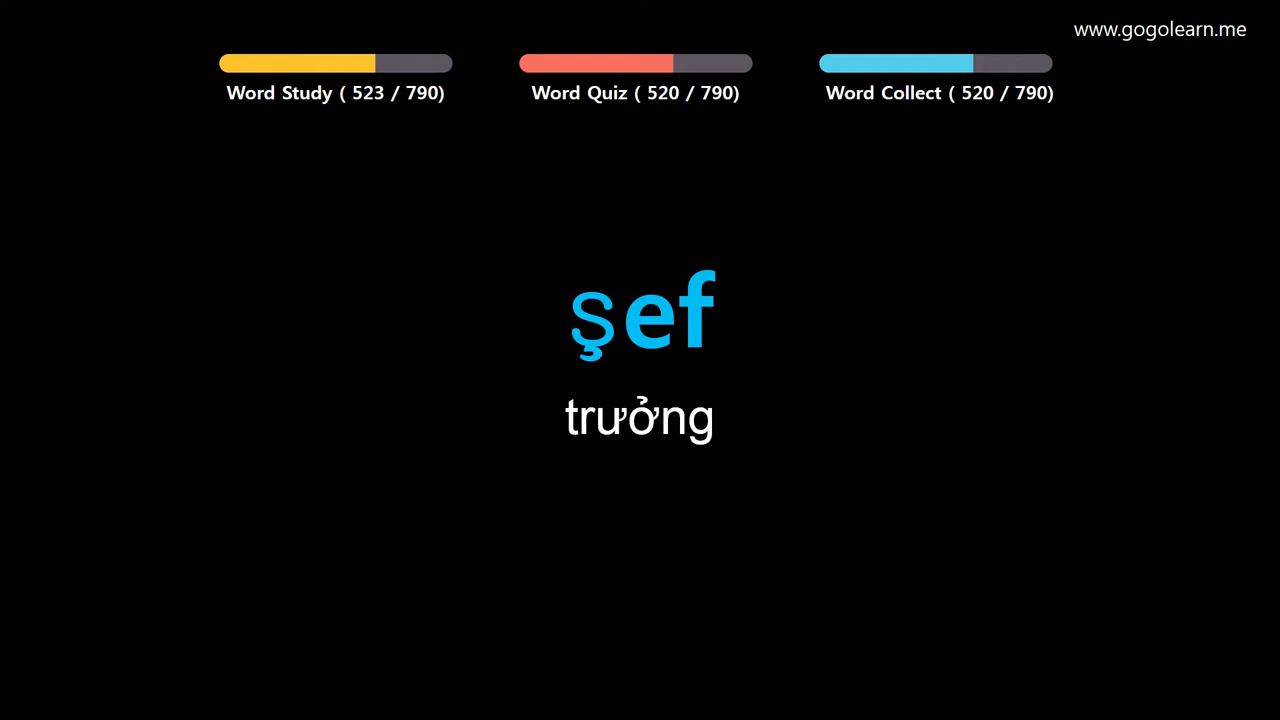 www.gogolearn.me
Word Study ( 523 / 790)
Word Quiz ( 520 / 790)
Word Collect ( 520 / 790)
şef
trưởng